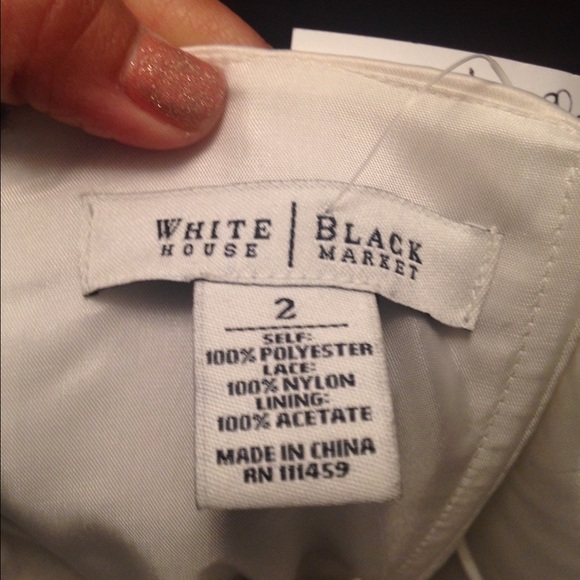 WHITE HOUSE | BLACK MARKET
2
SELF:
100% POLYESTER
LACE:
100% NYLON
LINING:
100% ACETATE
MADE IN CHINA
RN 111459